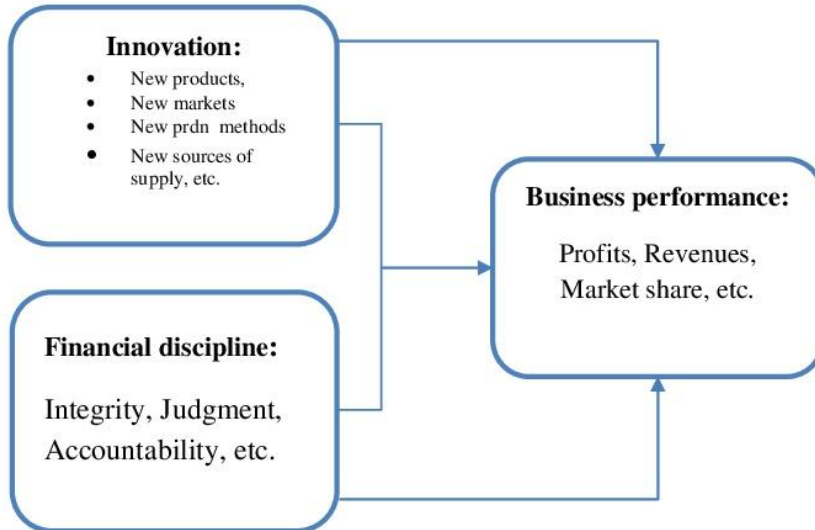 Innovation:
• New products,
• New markets
• New prdn methods
• New sources of
supply, etc.
Business performance:
Profits, Revenues,
Market share, etc.
Financial discipline:
Integrity, Judgment,
Accountability, etc.